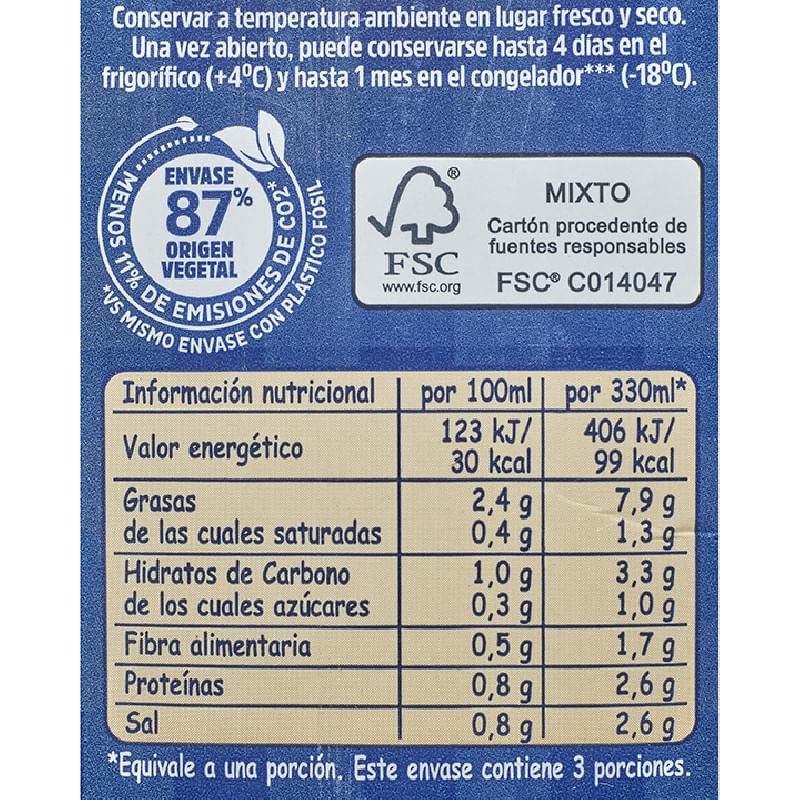 Conservar a temperatura ambiente en lugar fresco y seco.
Una vez abierto, puede conservarse hasta 4 días en el
frigorífico (+4ºC) y hasta 1 mes en el congelador*** (-18ºC).
ENVASE
87%
ORIGEN
VEGETAL
MENOS 11% DE EMISIONES DE CO2*
*VS MISMO ENVASE CON PLÁSTICO FÓSIL
®
FSC
www.fsc.org
MIXTO
Cartón procedente de
fuentes responsables
FSC® C014047
Información nutricional por 100ml por 330ml*
Valor energético 123 kJ/ 30 kcal 406 kJ/ 99 kcal
Grasas 2,4 g 7,9 g
de las cuales saturadas 0,4 g 1,3 g
Hidratos de Carbono 1,0 g 3,3 g
de los cuales azúcares 0,3 g 1,0 g
Fibra alimentaria 0,5 g 1,7 g
Proteínas 0,8 g 2,6 g
Sal 0,8 g 2,6 g
*Equivale a una porción. Este envase contiene 3 porciones.